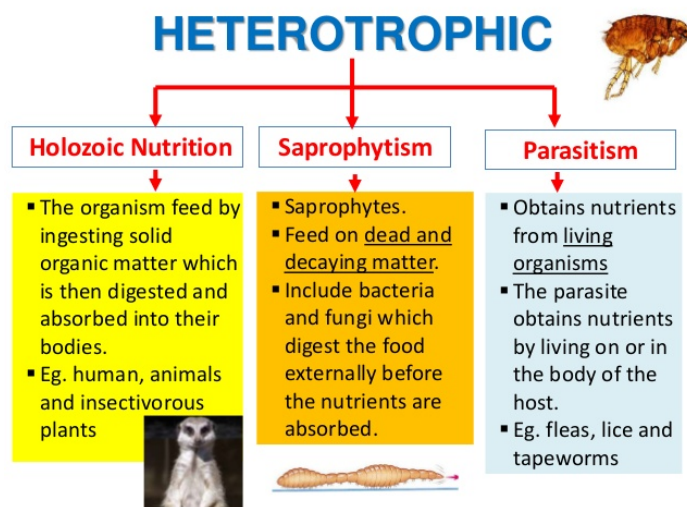 HETEROTROPHIC
Holozoic Nutrition
▪ The organism feed by
ingesting solid
organic matter which
is then digested and
absorbed into their
bodies.
▪ Eg. human, animals
and insectivorous
plants
Saprophytism
▪ Saprophytes.
▪ Feed on dead and
decaying matter.
▪ Include bacteria
and fungi which
digest the food
externally before
the nutrients are
absorbed.
Parasitism
▪ Obtains nutrients
from living
organisms
▪ The parasite
obtains nutrients
by living on or in
the body of the
host.
▪ Eg. fleas, lice and
tapeworms